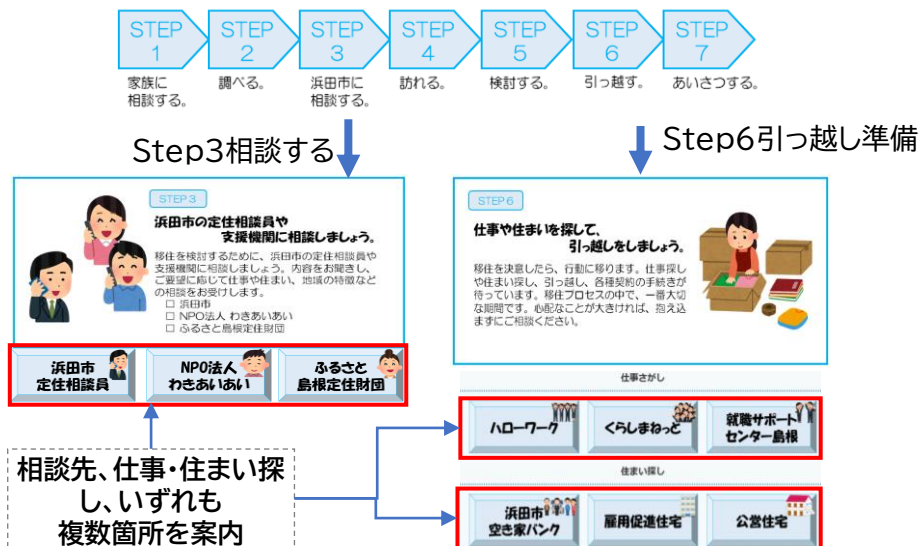 STEP
1
STEP
2
STEP
3
STEP
4
STEP
5
STEP
6
STEP
7
家族に
相談する。
調べる。
浜田市に
相談する。
訪れる。
検討する。
引っ越す。
あいさつする。
Step3相談する
Step6引っ越し準備
STEP3
浜田市の定住相談員や
支援機関に相談しましょう。
移住を検討するために、浜田市の定住相談員や
支援機関に相談しましょう。内容をお聞きし、
ご要望に応じて仕事や住まい、地域の特徴など
の相談をお受けします。
□ 浜田市
□ NPO法人 わきあいあい
□ ふるさと島根定住財団
浜田市
定住相談員
NPO法人
わきあいあい
ふるさと
島根定住財団
相談先、仕事・住まい探
し、いずれも
複数箇所を案内
STEP6
仕事や住まいを探して、
引っ越しをしましょう。
移住を決意したら、行動に移ります。仕事探し
や住まい探し、引っ越し、各種契約の手続きが
待っています。移住プロセスの中で、一番大切
な期間です。心配なことが大きければ、抱え込
まずにご相談ください。
仕事さがし
ハローワーク
くらしまねっと
就職サポート
センター島根
住まい探し
浜田市
空き家バンク
雇用促進住宅
公営住宅